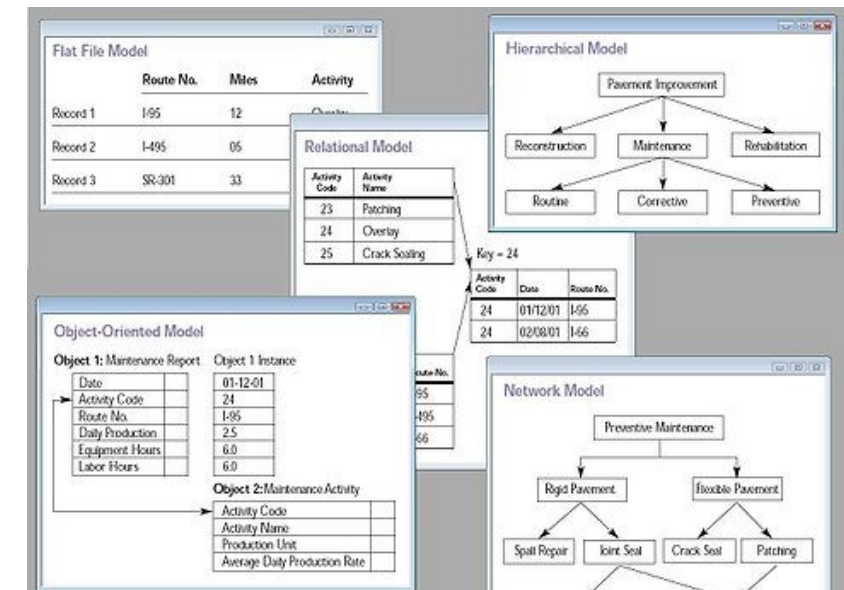 Flat File Model
Route No. Miles Activity
Record 1 I-95 12 Overlay
Record 2 I-495 05
Record 3 SR-301 33
Hierarchical Model
Pavement Improvement
Reconstruction Maintenance Rehabilitation
Routine Corrective Preventive
Relational Model
Activity Code Activity Name
23 Patching
24 Overlay
25 Crack Sealing
Key = 24
Activity Code Date Route No.
24 01/12/01 I-95
24 02/08/01 I-66
Route No.
95
495
66
Object-Oriented Model
Object 1: Maintenance Report Object 1 Instance
Date 01-12-01
Activity Code 24
Route No. I-95
Daily Production 2.5
Equipment Hours 6.0
Labor Hours 6.0
Object 2: Maintenance Activity
Activity Code
Activity Name
Production Unit
Average Daily Production Rate
Network Model
Preventive Maintenance
Rigid Pavement Flexible Pavement
Spall Repair Joint Seal Crack Seal Patching